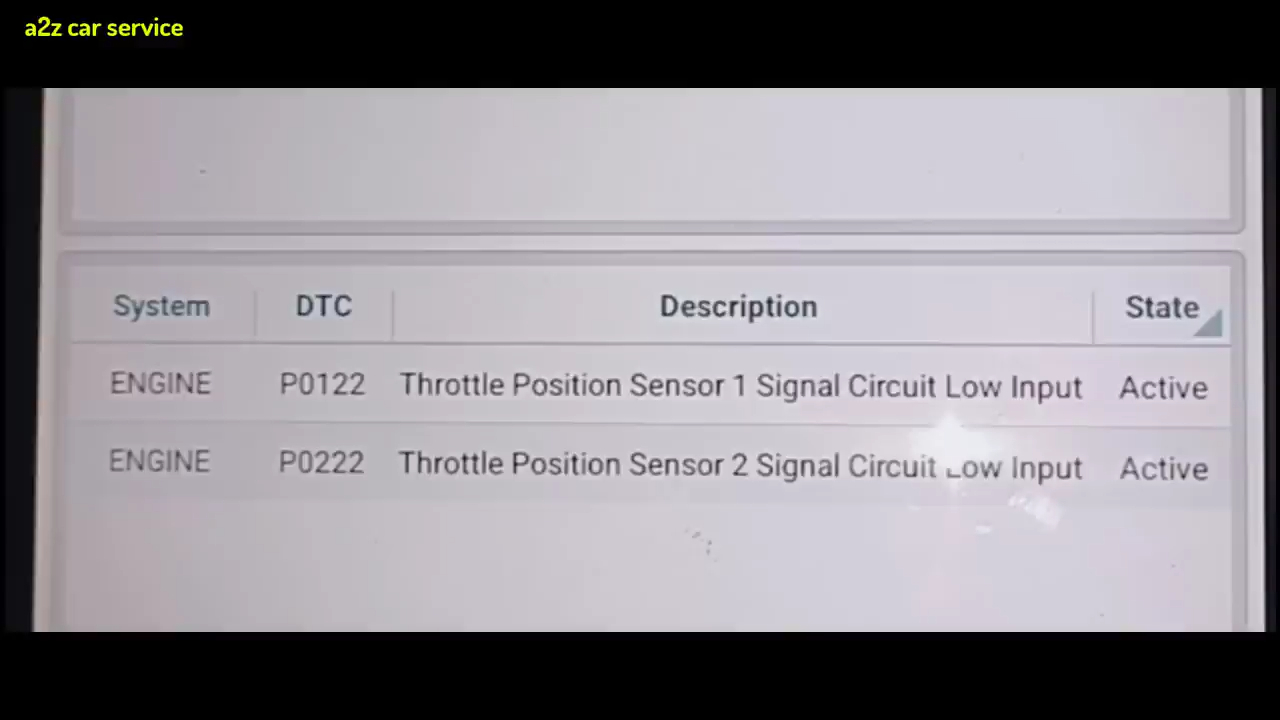 a2z car service
System DTC Description State
ENGINE P0122 Throttle Position Sensor 1 Signal Circuit Low Input Active
ENGINE P0222 Throttle Position Sensor 2 Signal Circuit Low Input Active